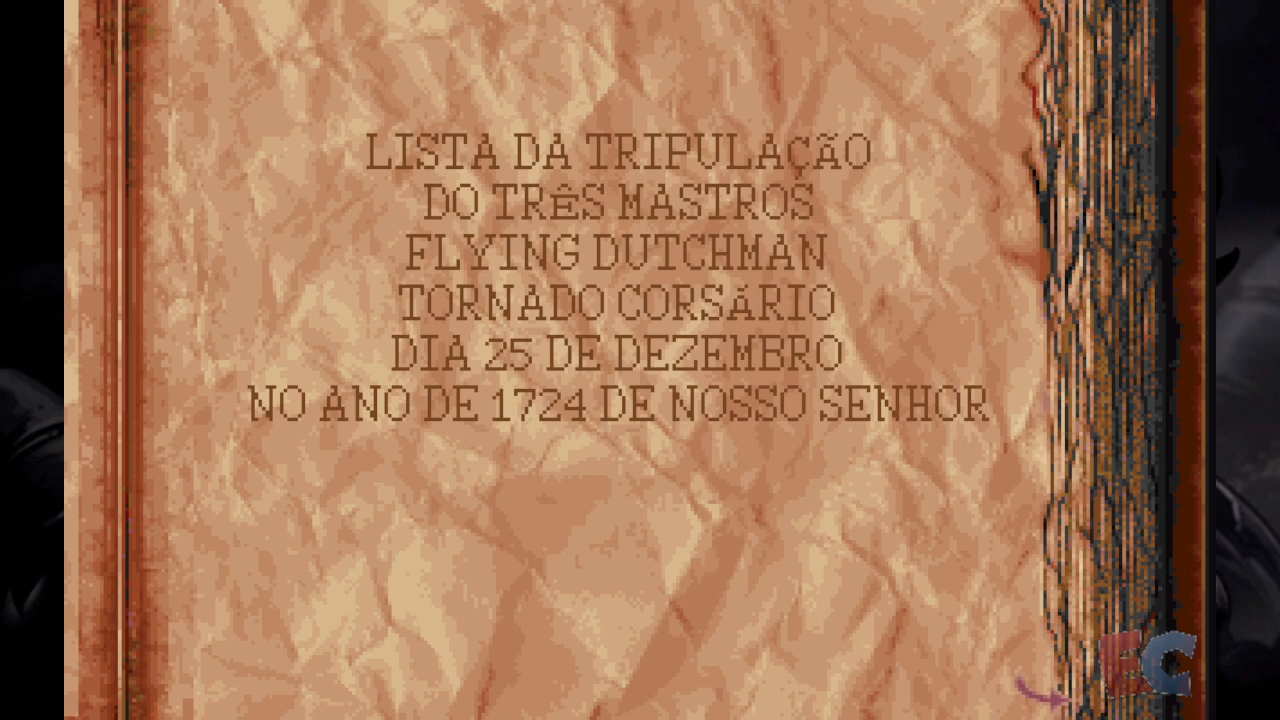 LISTA DA TRIPULAÇÃO
DO TRÊS MASTROS
FLYING DUTCHMAN
TORNADO CORSÁRIO
DIA 25 DE DEZEMBRO
NO ANO DE 1724 DE NOSSO SENHOR
EC